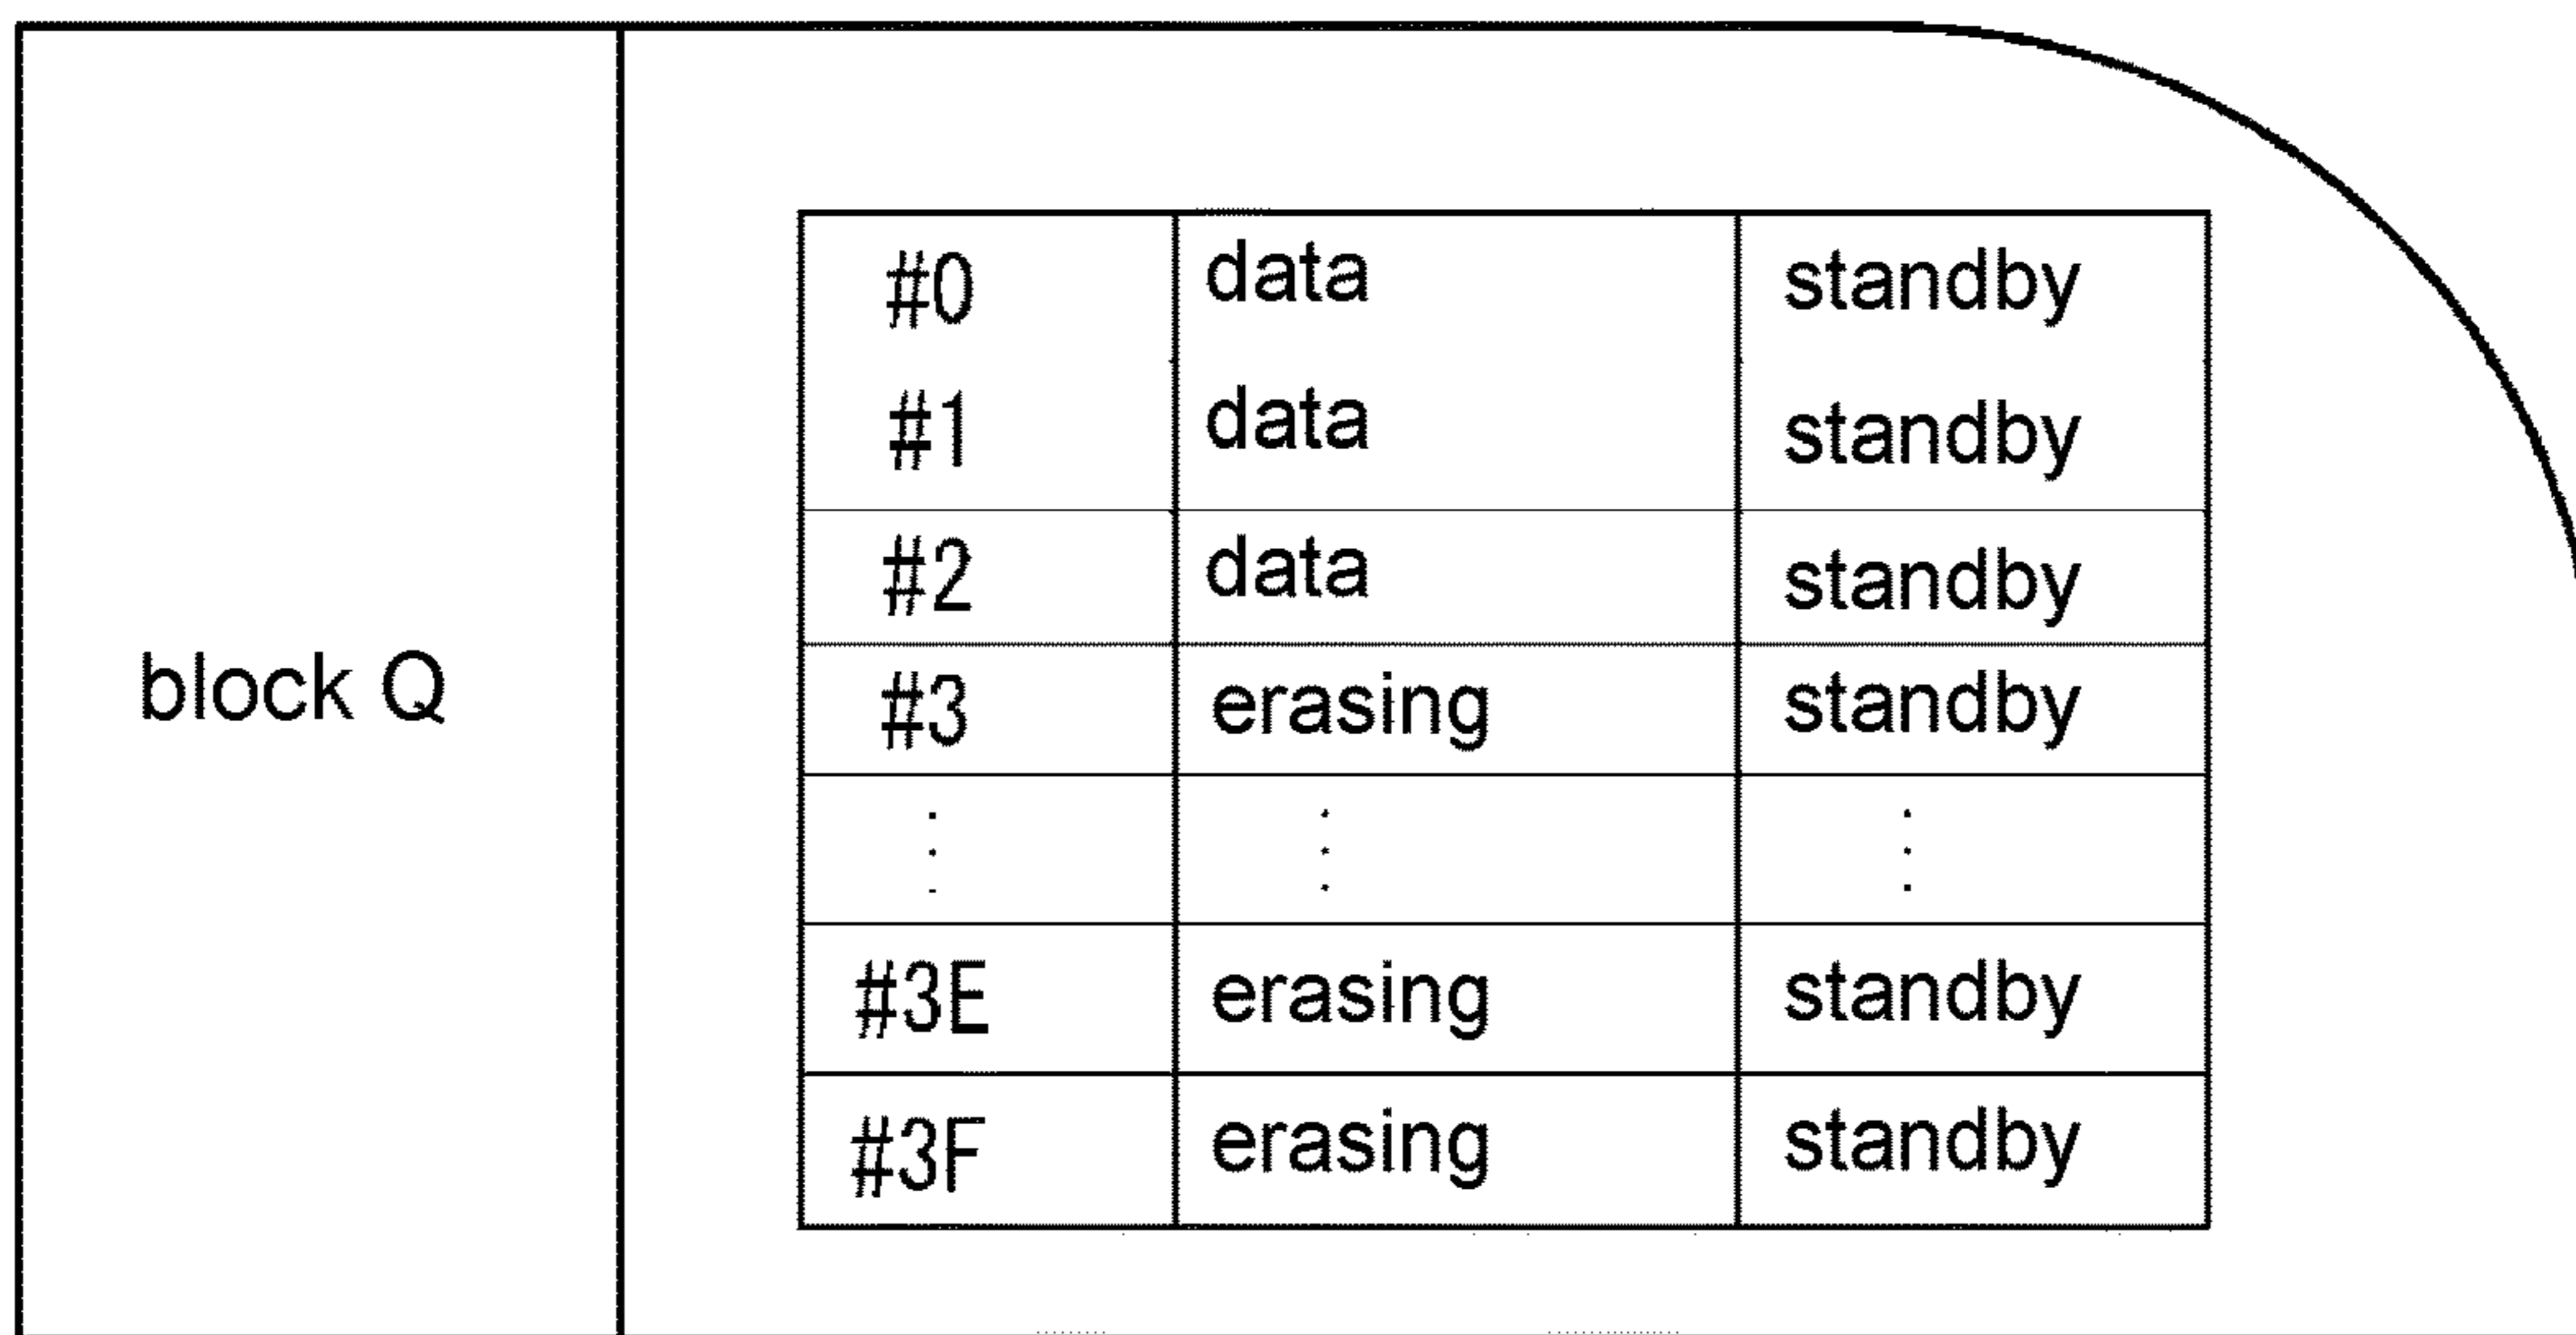 block Q
#0 data standby
#1 data standby
#2 data standby
#3 erasing standby
#3E erasing standby
#3F erasing standby